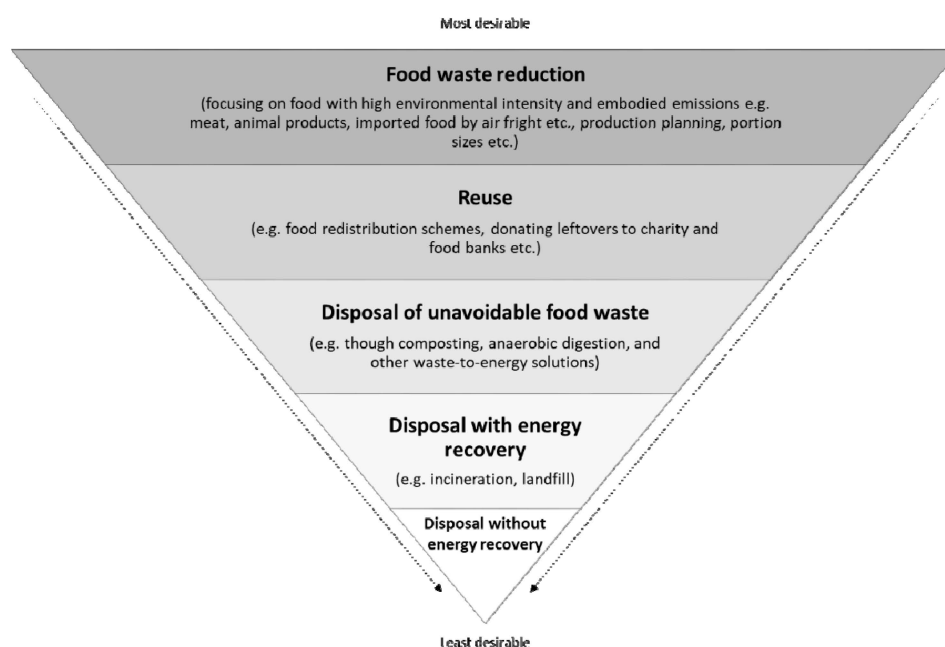 Most desirable
Food waste reduction
(focusing on food with high environmental intensity and embodied emissions e.g.
meat, animal products, imported food by air fright etc., production planning, portion
sizes etc.)
Reuse
(e.g. food redistribution schemes, donating leftovers to charity and
food banks etc.)
Disposal of unavoidable food waste
(e.g. though composting, anaerobic digestion, and
other waste-to-energy solutions)
Disposal with energy
recovery
(e.g. incineration, landfill)
Disposal without
energy recovery
Least desirable